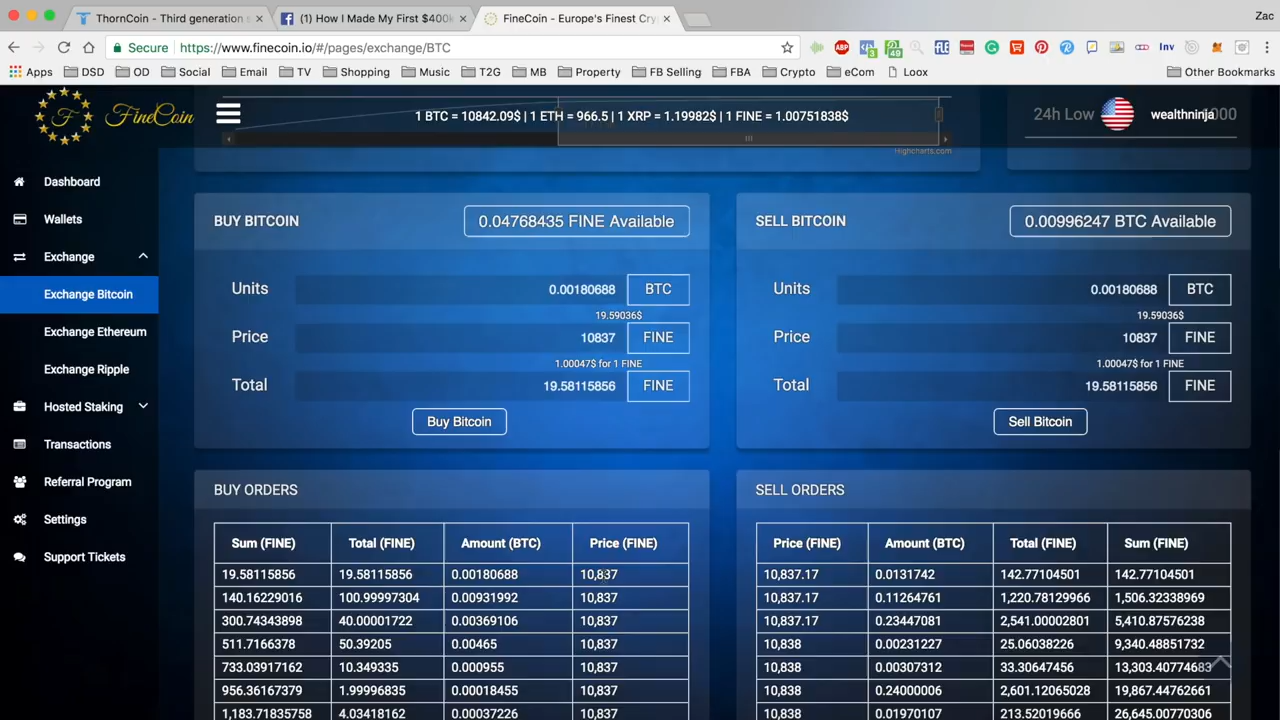 ThornCoin - Third generation s
(1) How I Made My First $400k
FineCoin - Europe's Finest Cry
Zac
Secure
https://www.finecoin.io/#/pages/exchange/BTC
Apps DSD OD Social Email TV Shopping Music T2G MB Property FB Selling FBA Crypto eCom Loox Other Bookmarks
FineCoin
1 BTC = 10842.09$ | 1 ETH = 966.5 | 1 XRP = 1.19982$ | 1 FINE = 1.00751838$
24h Low
wealthninja
Highcharts.com
Dashboard
Wallets
Exchange
Exchange Bitcoin
Exchange Ethereum
Exchange Ripple
Hosted Staking
Transactions
Referral Program
Settings
Support Tickets
BUY BITCOIN
0.04768435 FINE Available
Units 0.00180688 BTC
19.59036$
Price 10837 FINE
1.00047$ for 1 FINE
Total 19.58115856 FINE
Buy Bitcoin
SELL BITCOIN
0.00996247 BTC Available
Units 0.00180688 BTC
19.59036$
Price 10837 FINE
1.00047$ for 1 FINE
Total 19.58115856 FINE
Sell Bitcoin
BUY ORDERS
Sum (FINE) Total (FINE) Amount (BTC) Price (FINE)
19.58115856 19.58115856 0.00180688 10,837
140.16229016 100.99997304 0.00931992 10,837
300.74343898 40.00001722 0.00369106 10,837
511.7166378 50.39205 0.00465 10,837
733.03917162 10.349335 0.000955 10,837
956.36167379 1.99996835 0.00018455 10,837
1,183.71835758 4.03418164 0.00037226 10,837
SELL ORDERS
Price (FINE) Amount (BTC) Total (FINE) Sum (FINE)
10,837.17 0.0131742 142.77104501 142.77104501
10,837.17 0.11264761 1,220.78129966 1,506.32338969
10,837.17 0.23447081 2,541.00002801 5,410.87576238
10,838 0.00231227 25.06038226 9,340.48851732
10,838 0.00307312 33.30647456 13,303.40774683
10,838 0.24000006 2,601.12065028 19,867.44762261
10,838 0.01970107 213.52019664 26,645.00770793